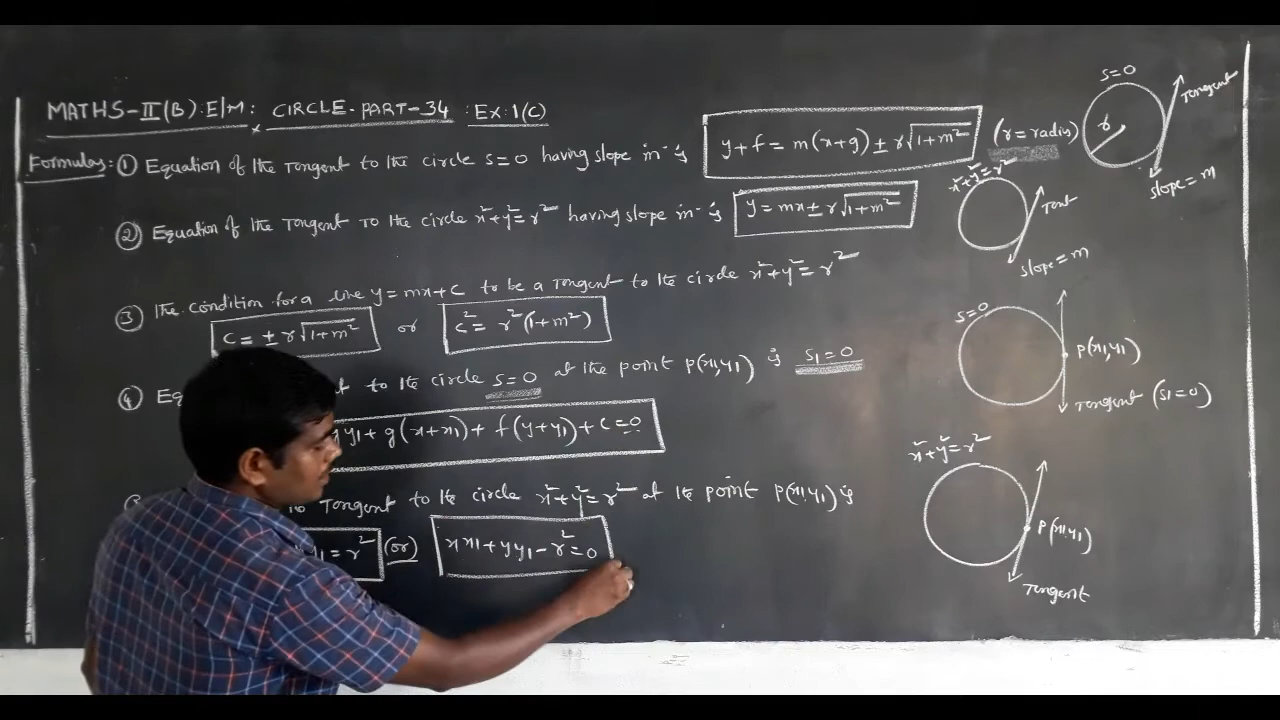 MATHS-II(B):E/M: CIRCLE-PART-34 :EX:1(C)
Formulas: ① Equation of the Tangent to the circle S=0 having slope 'm' is y+f = m(x+g) ± r√(1+m²) (r=radius)
② Equation of the Tangent to the circle x²+y²=r² having slope 'm' is y = mx ± r√(1+m²)
③ The condition for a line y=mx+c to be a Tangent to the circle x²+y²=r²
c = ± r√(1+m²) or c² = r²(1+m²)
④ Eq to the circle S=0 at the point P(x1,y1) is S1=0
yy1 + g(x+x1) + f(y+y1) + c = 0
Tangent to the circle x²+y²=r² at the point P(x1,y1) is
y1 = r² (or) xx1 + yy1 - r² = 0
S=0
Tangent
r
slope=m
x²+y²=r²
slope=m
S=0
P(x1,y1)
Tangent (S1=0)
x²+y²=r²
P(x1,y1)
Tangent